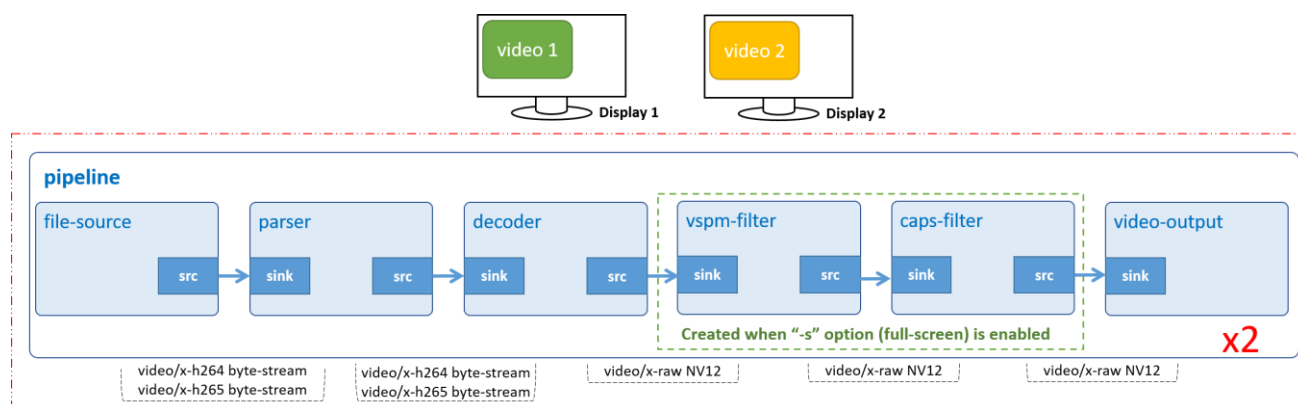 video 1
video 2
Display 1
Display 2
pipeline
file-source
parser
decoder
vspm-filter
caps-filter
video-output
src
sink
src
sink
src
sink
src
sink
src
sink
Created when “-s” option (full-screen) is enabled
x2
video/x-h264 byte-stream
video/x-h265 byte-stream
video/x-h264 byte-stream
video/x-h265 byte-stream
video/x-raw NV12
video/x-raw NV12
video/x-raw NV12